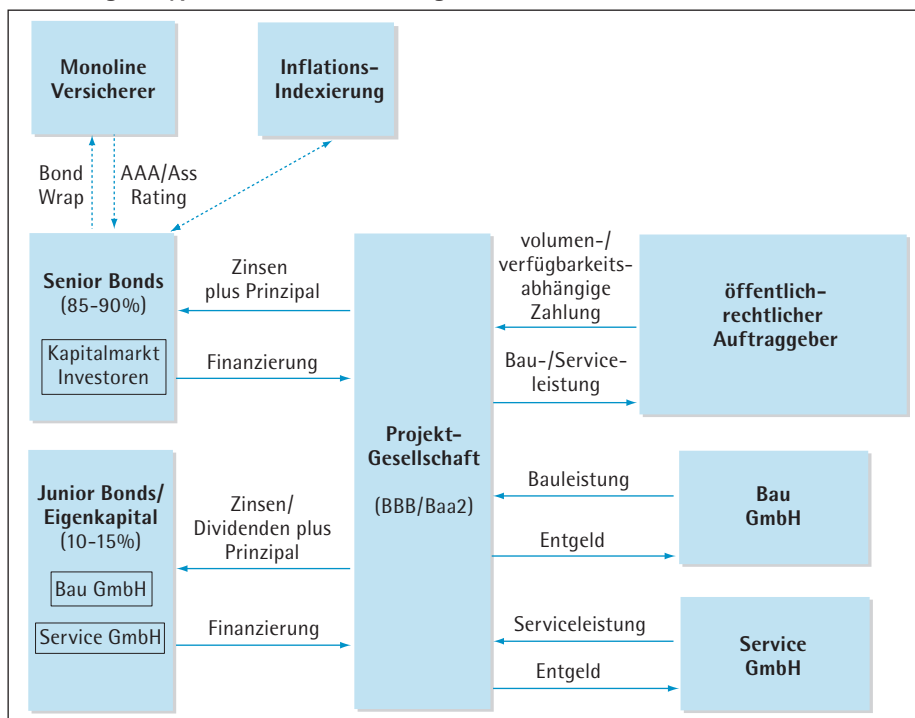 Monoline
Versicherer
Inflations-
Indexierung
Bond
Wrap
AAA/Ass
Rating
Senior Bonds
(85-90%)
Kapitalmarkt
Investoren
Zinsen
plus Prinzipal
Finanzierung
volumen-/
verfügbarkeits-
abhängige
Zahlung
Bau-/Service-
leistung
öffentlich-
rechtlicher
Auftraggeber
Projekt-
Gesellschaft
(BBB/Baa2)
Junior Bonds/
Eigenkapital
(10-15%)
Bau GmbH
Service GmbH
Zinsen/
Dividenden plus
Prinzipal
Finanzierung
Bauleistung
Entgeld
Bau
GmbH
Serviceleistung
Entgeld
Service
GmbH